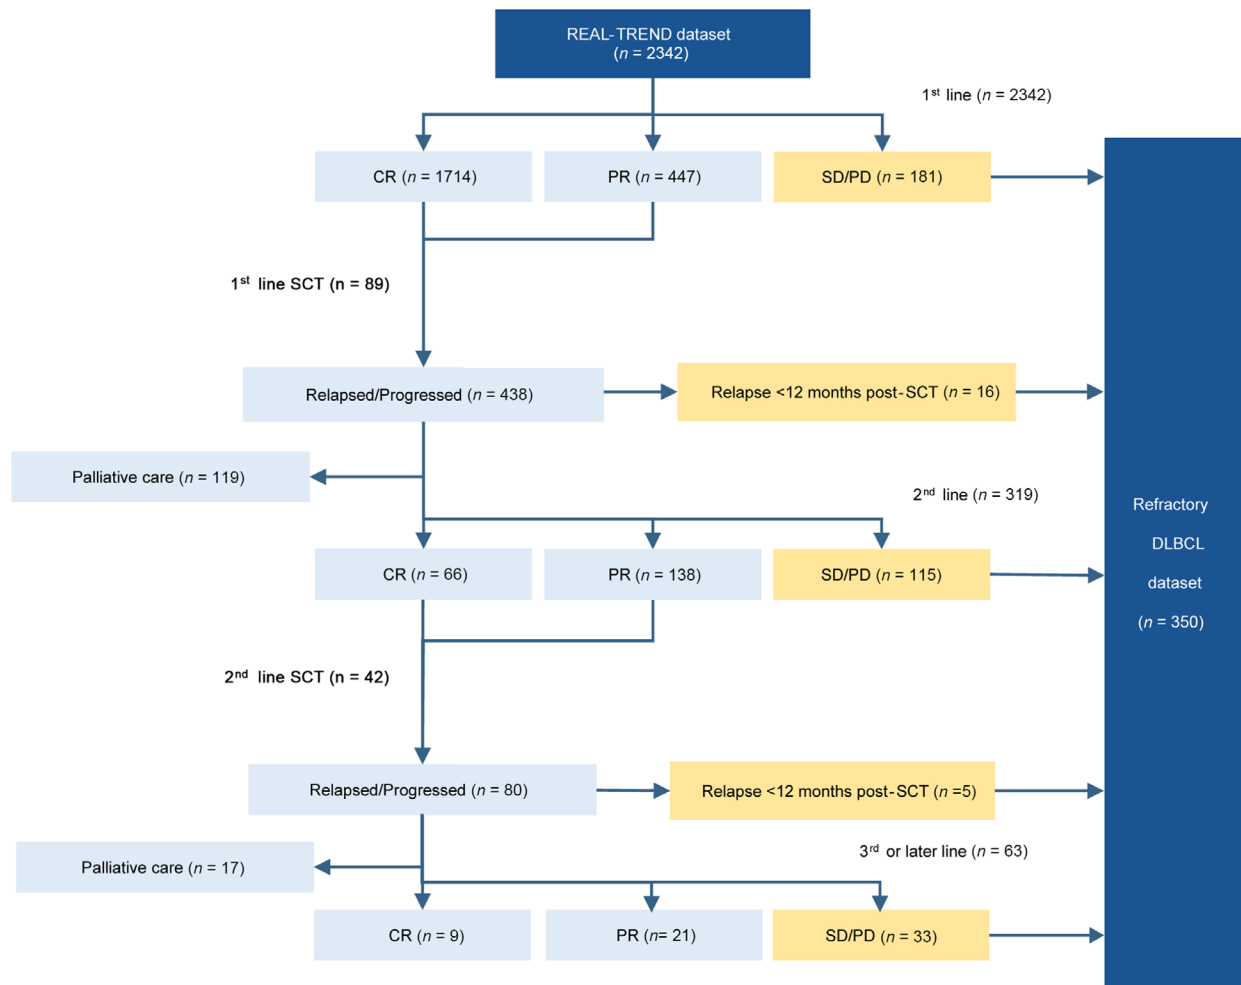 REAL-TREND dataset
(n = 2342)
1st line (n = 2342)
CR (n = 1714)
PR (n = 447)
SD/PD (n = 181)
1st line SCT (n = 89)
Relapsed/Progressed (n = 438)
Relapse <12 months post-SCT (n = 16)
Palliative care (n = 119)
2nd line (n = 319)
CR (n = 66)
PR (n = 138)
SD/PD (n = 115)
2nd line SCT (n = 42)
Relapsed/Progressed (n = 80)
Relapse <12 months post-SCT (n =5)
Palliative care (n = 17)
3rd or later line (n = 63)
CR (n = 9)
PR (n= 21)
SD/PD (n = 33)
Refractory
DLBCL
dataset
(n = 350)